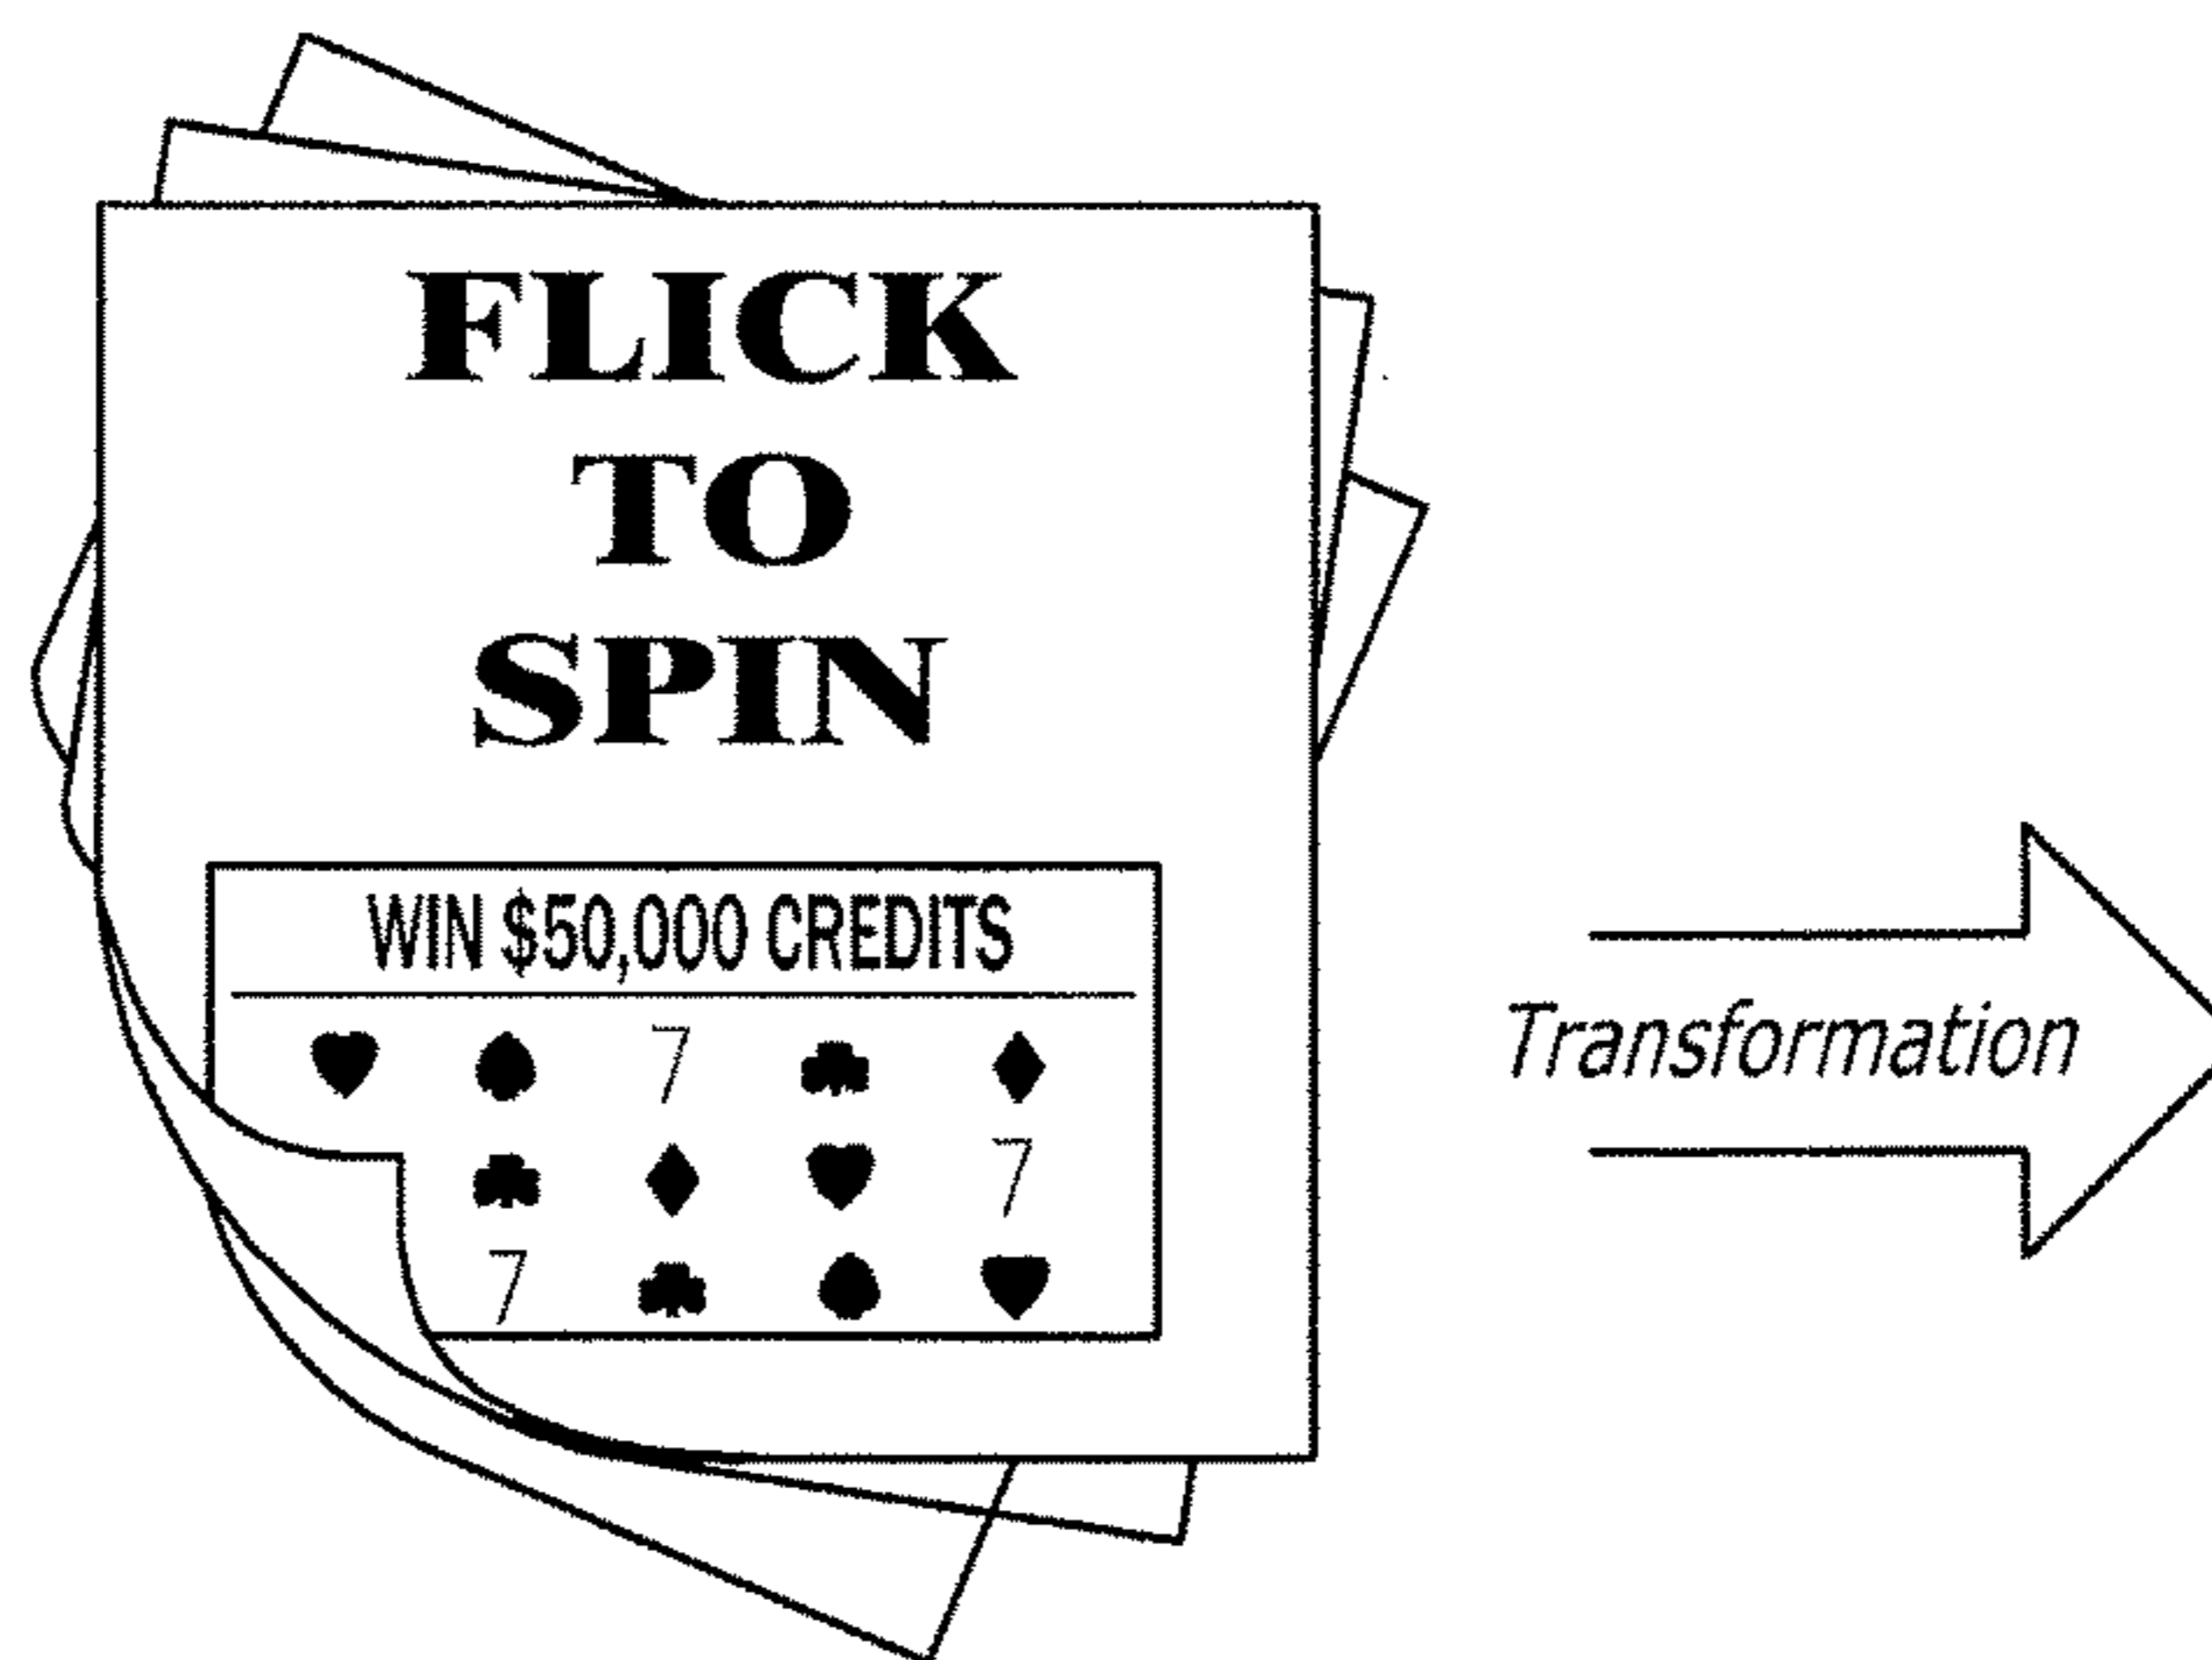 FLICK
TO
SPIN
WIN $50,000 CREDITS
7
7
7
Transformation